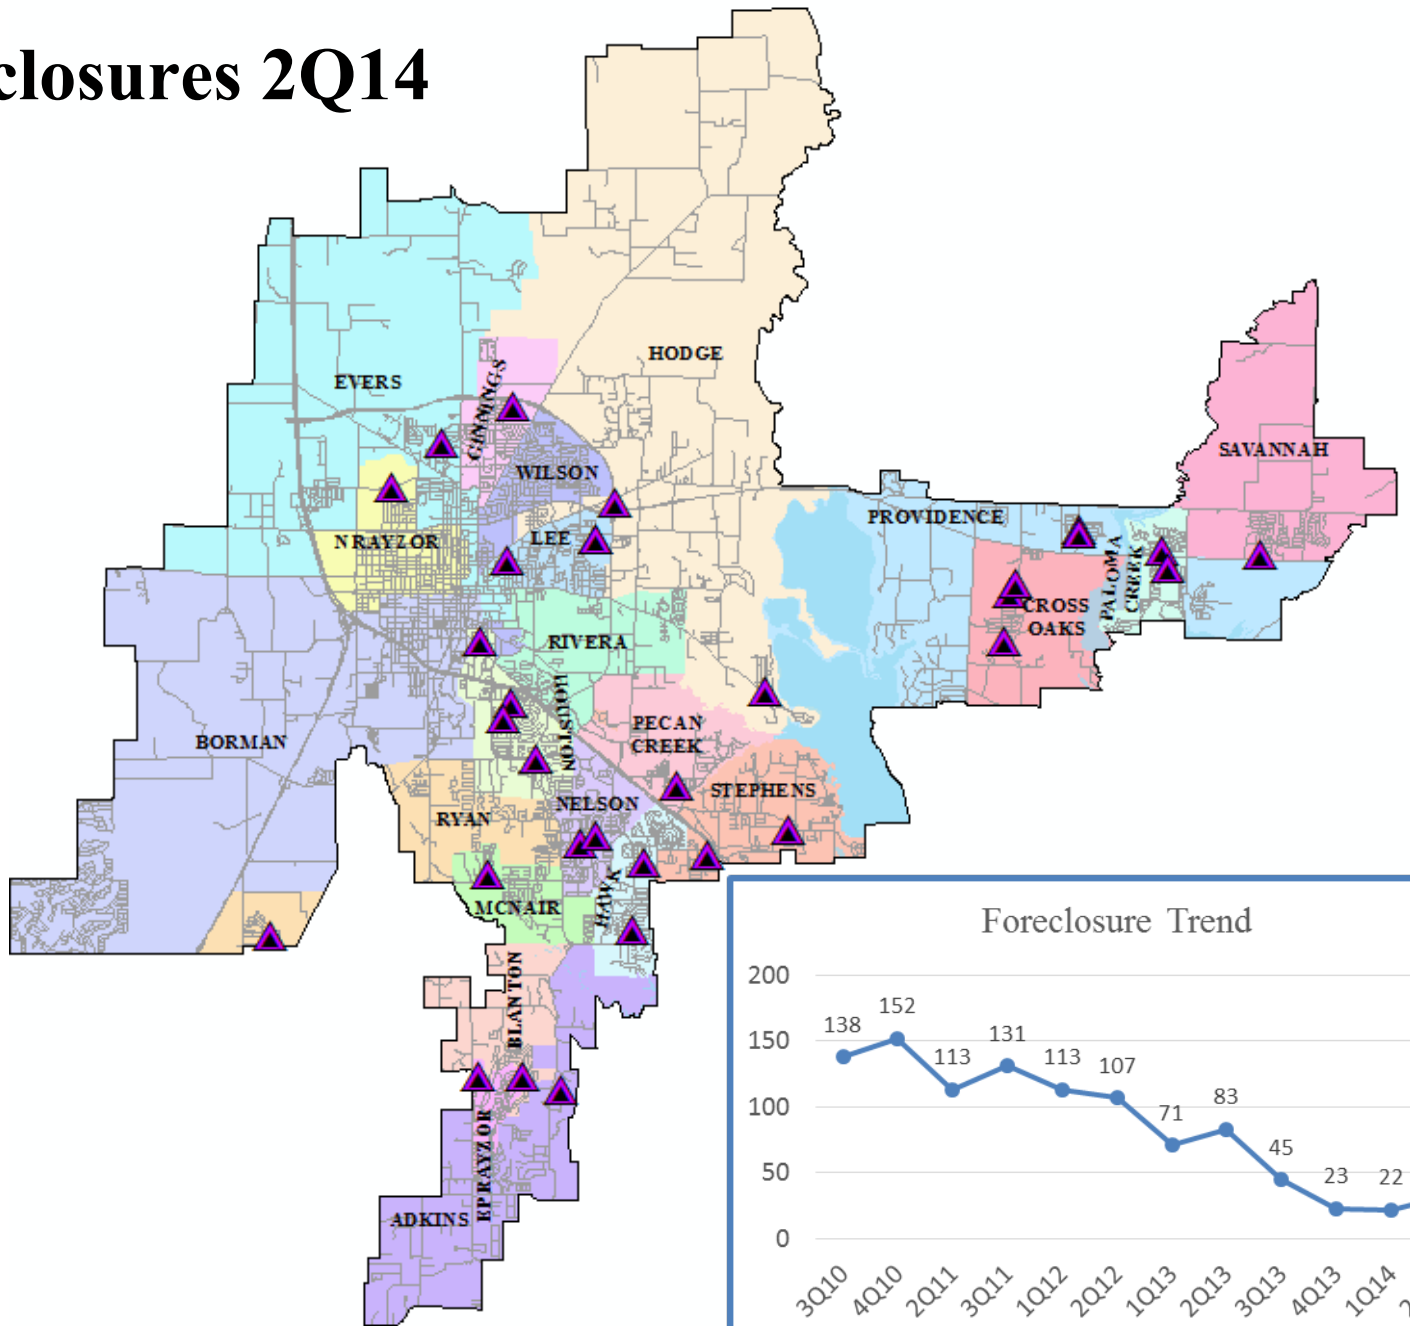 closures 2Q14
HODGE
EVERS
GINNINGS
SAVANNAH
WILSON
PROVIDENCE
N RAYZOR
LEE
PALOMA
CREEK
CROSS
OAKS
RIVERA
HOUSTON
PECAN
CREEK
BORMAN
STEPHENS
NELSON
RYAN
HAWK
MCNAIR
BLANTON
EPRAYZOR
ADKINS
Foreclosure Trend
200
150
100
50
0
138
152
113
131
113
107
71
83
45
23
22
3Q10
4Q10
2Q11
3Q11
1Q12
2Q12
1Q13
2Q13
3Q13
4Q13
1Q14